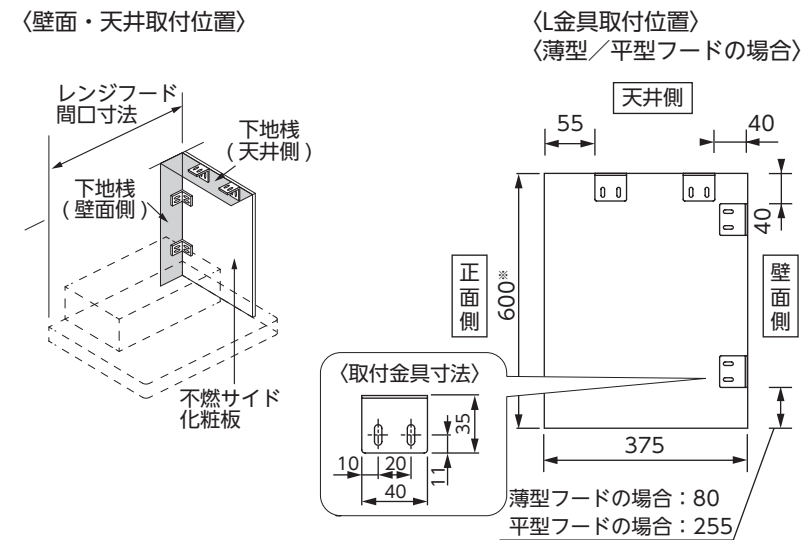 〈壁面・天井取付位置〉
レンジフード
間口寸法
下地桟
(天井側)
下地桟
(壁面側)
不燃サイド
化粧板
〈L金具取付位置〉
〈薄型／平型フードの場合〉
天井側
55
40
40
正面側
600※
壁面側
375
〈取付金具寸法〉
35
11
10
20
40
薄型フードの場合：80
平型フードの場合：255